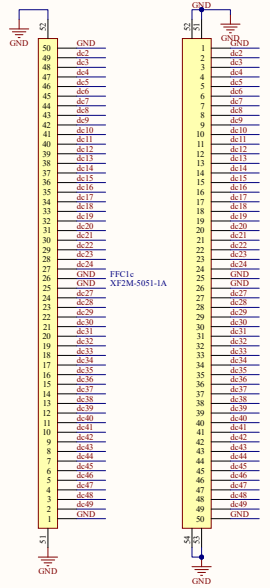 GND
52 52 51
GND GND
50 GND 1 GND
49 dc2 2 dc2
48 dc3 3 dc3
47 dc4 4 dc4
46 dc5 5 dc5
45 dc6 6 dc6
44 dc7 7 dc7
43 dc8 8 dc8
42 dc9 9 dc9
41 dc10 10 dc10
40 dc11 11 dc11
39 dc12 12 dc12
38 dc13 13 dc13
37 dc14 14 dc14
36 dc15 15 dc15
35 dc16 16 dc16
34 dc17 17 dc17
33 dc18 18 dc18
32 dc19 19 dc19
31 dc20 20 dc20
30 dc21 21 dc21
29 dc22 22 dc22
28 dc23 23 dc23
27 dc24 24 dc24
26 GND FFC1c 25 GND
25 GND XF2M-5051-1A 26 GND
24 dc27 27 dc27
23 dc28 28 dc28
22 dc29 29 dc29
21 dc30 30 dc30
20 dc31 31 dc31
19 dc32 32 dc32
18 dc33 33 dc33
17 dc34 34 dc34
16 dc35 35 dc35
15 dc36 36 dc36
14 dc37 37 dc37
13 dc38 38 dc38
12 dc39 39 dc39
11 dc40 40 dc40
10 dc41 41 dc41
9 dc42 42 dc42
8 dc43 43 dc43
7 dc44 44 dc44
6 dc45 45 dc45
5 dc46 46 dc46
4 dc47 47 dc47
3 dc48 48 dc48
2 dc49 49 dc49
1 GND 50 GND
51 54 53
GND GND